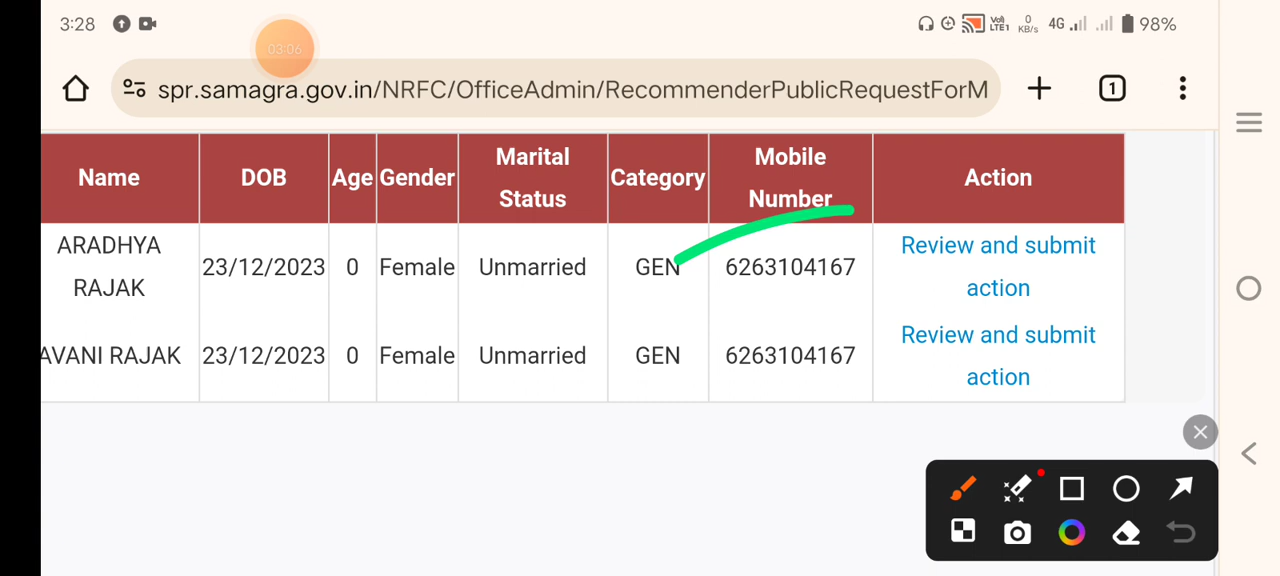 3:28
03:06
Vo)) LTE1
0 KB/s
4G
98%
spr.samagra.gov.in/NRFC/OfficeAdmin/RecommenderPublicRequestForM
1
Name DOB Age Gender Marital Status Category Mobile Number Action
ARADHYA RAJAK 23/12/2023 0 Female Unmarried GEN 6263104167 Review and submit action
AVANI RAJAK 23/12/2023 0 Female Unmarried GEN 6263104167 Review and submit action